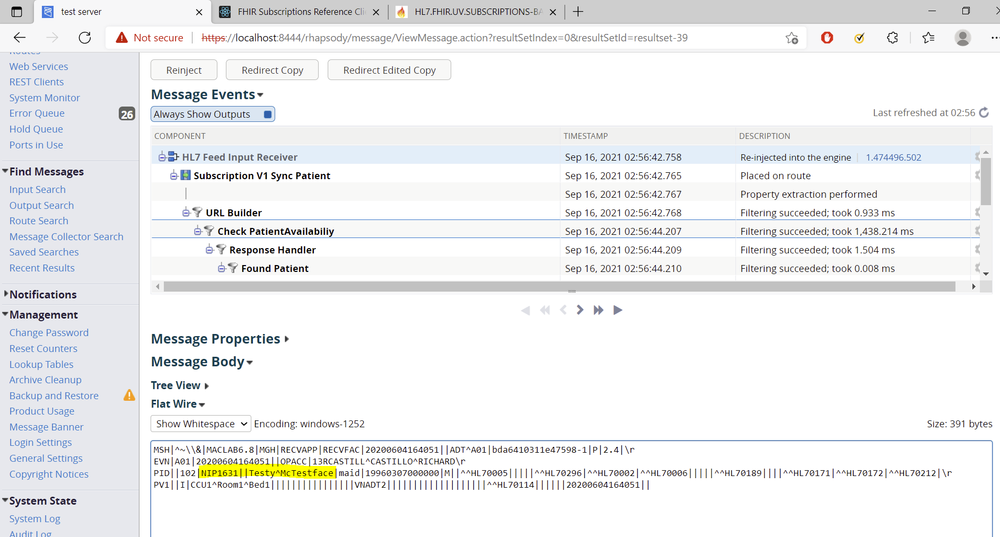 test server
FHIR Subscriptions Reference Cli
HL7.FHIR.UV.SUBSCRIPTIONS-BA
Not secure
https://localhost:8444/rhapsody/message/ViewMessage.action?resultSetIndex=0&resultSetId=resultset-39
Routes
Web Services
REST Clients
System Monitor
Error Queue 26
Hold Queue
Ports in Use
Find Messages
Input Search
Output Search
Route Search
Message Collector Search
Saved Searches
Recent Results
Notifications
Management
Change Password
Reset Counters
Lookup Tables
Archive Cleanup
Backup and Restore
Product Usage
Message Banner
Login Settings
General Settings
Copyright Notices
System State
System Log
Audit Log
Reinject Redirect Copy Redirect Edited Copy
Message Events
Always Show Outputs
Last refreshed at 02:56
COMPONENT TIMESTAMP DESCRIPTION
HL7 Feed Input Receiver Sep 16, 2021 02:56:42.758 Re-injected into the engine 1.474496.502
Subscription V1 Sync Patient Sep 16, 2021 02:56:42.765 Placed on route
Sep 16, 2021 02:56:42.767 Property extraction performed
URL Builder Sep 16, 2021 02:56:42.768 Filtering succeeded; took 0.933 ms
Check PatientAvailabiliy Sep 16, 2021 02:56:44.207 Filtering succeeded; took 1,438.214 ms
Response Handler Sep 16, 2021 02:56:44.209 Filtering succeeded; took 1.504 ms
Found Patient Sep 16, 2021 02:56:44.210 Filtering succeeded; took 0.008 ms
Message Properties
Message Body
Tree View
Flat Wire
Show Whitespace Encoding: windows-1252 Size: 391 bytes
MSH|^~\\&|MACLAB6.8|MGH|RECVAPP|RECVFAC|20200604164051||ADT^A01|bda6410311e47598-1|P|2.4|\r
EVN|A01|20200604164051||OPACC|13RCASTILL^CASTILLO^RICHARD\r
PID||102|NIP1631||Testy^McTestface|maid|19960307000000|M||^^HL70005|||||^^HL70296|^^HL70002|^^HL70006|||||^^HL70189||||^^HL70171|^^HL70172|^^HL70212|\r
PV1||I|CCU1^Room1^Bed1||||||||||||||VNADT2|||||||||||||||||||^^HL70114||||||20200604164051||